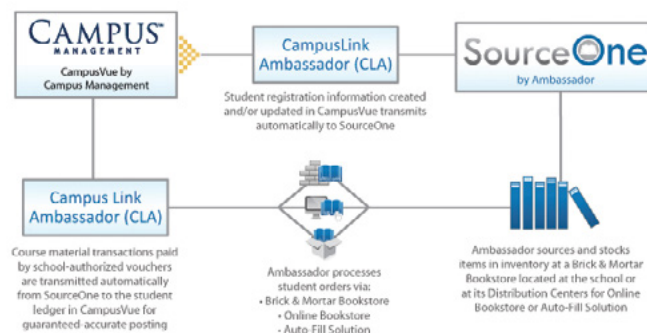 CAMPUS™
MANAGEMENT
CampusVue by
Campus Management
CampusLink
Ambassador (CLA)
Student registration information created
and/or updated in CampusVue transmits
automatically to SourceOne
SourceOne
by Ambassador
Campus Link
Ambassador (CLA)
Course material transactions paid
by school-authorized vouchers
are transmitted automatically
from SourceOne to the student
ledger in CampusVue for
guaranteed-accurate posting
Ambassador processes
student orders via:
• Brick & Mortar Bookstore
• Online Bookstore
• Auto-Fill Solution
Ambassador sources and stocks
items in inventory at a Brick & Mortar
Bookstore located at the school or
at its Distribution Centers for Online
Bookstore or Auto-Fill Solution